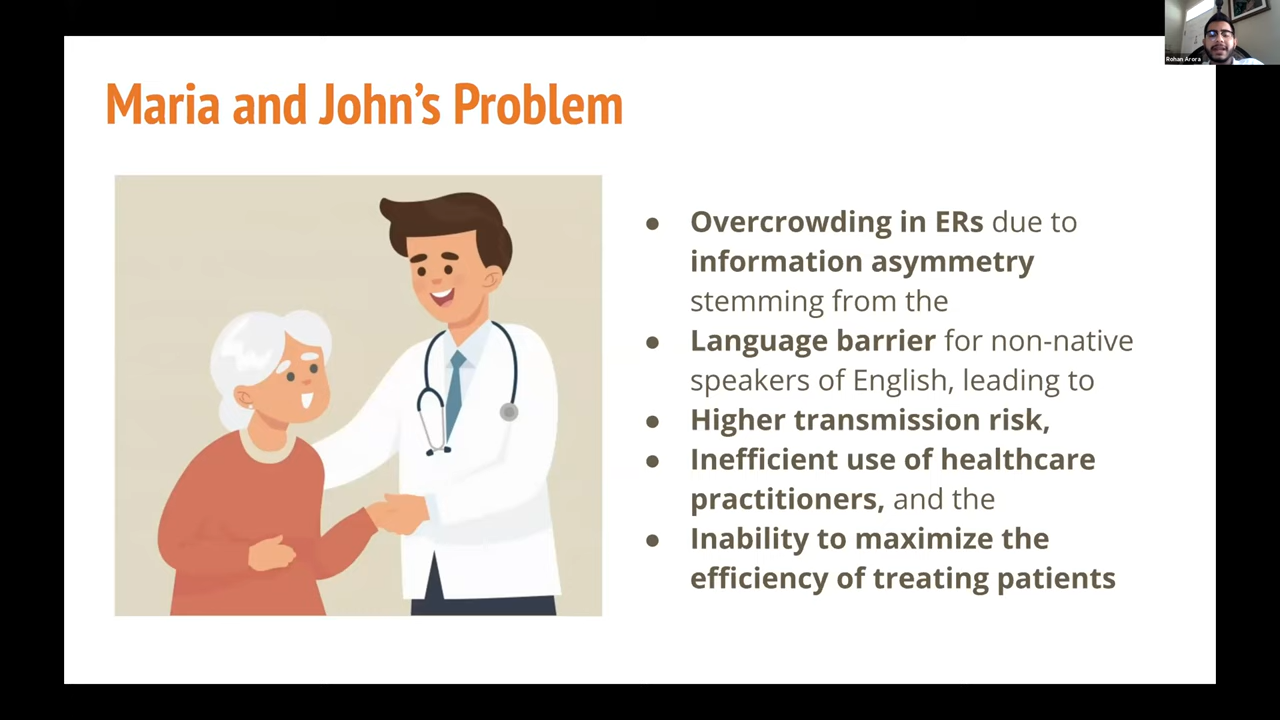 Maria and John’s Problem
● Overcrowding in ERs due to
information asymmetry
stemming from the
● Language barrier for non-native
speakers of English, leading to
● Higher transmission risk,
● Inefficient use of healthcare
practitioners, and the
● Inability to maximize the
efficiency of treating patients
Rohan Arora